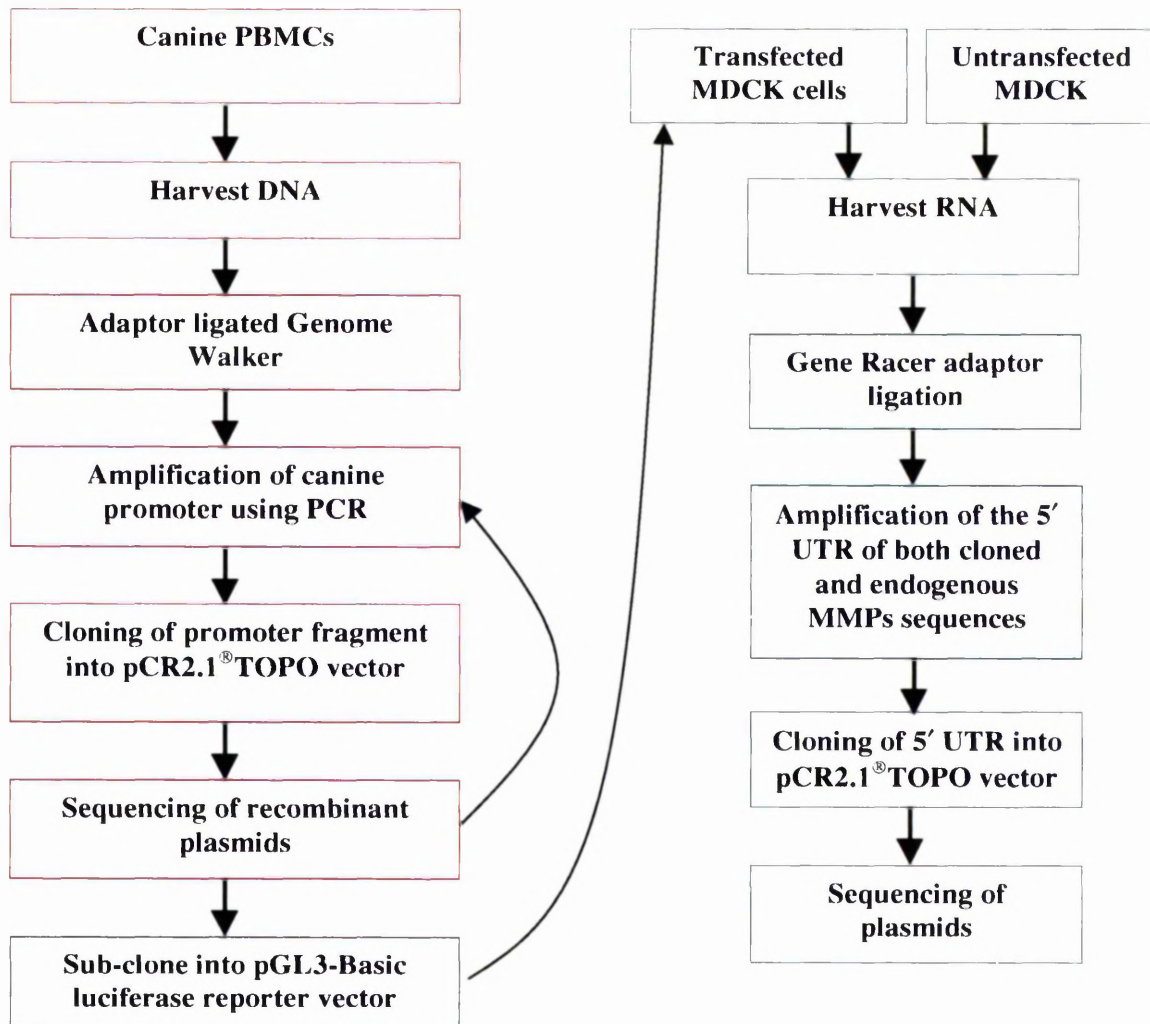 Canine PBMCs
Harvest DNA
Adaptor ligated Genome
Walker
Amplification of canine
promoter using PCR
Cloning of promoter fragment
into pCR2.1®TOPO vector
Sequencing of recombinant
plasmids
Sub-clone into pGL3-Basic
luciferase reporter vector
Transfected
MDCK cells
Untransfected
MDCK
Harvest RNA
Gene Racer adaptor
ligation
Amplification of the 5′
UTR of both cloned
and endogenous
MMPs sequences
Cloning of 5′ UTR into
pCR2.1®TOPO vector
Sequencing of
plasmids